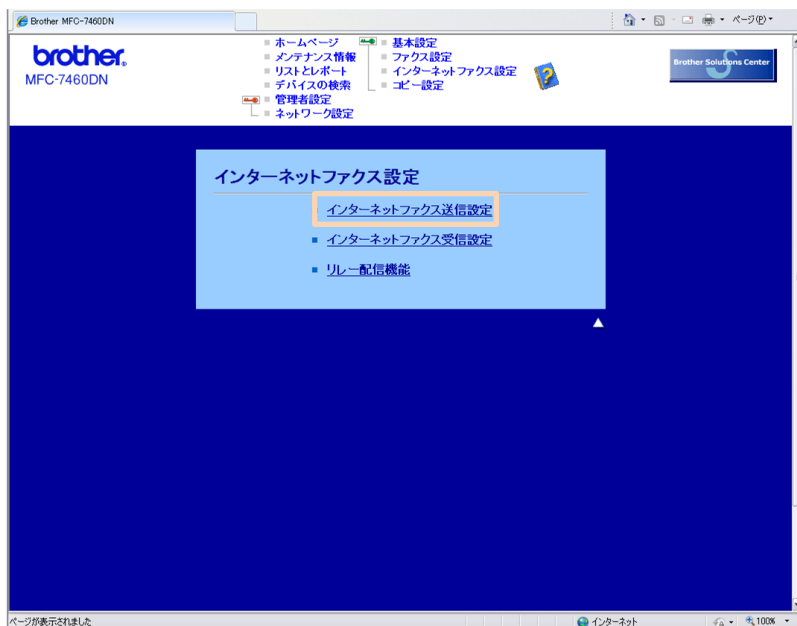 Brother MFC-7460DN
ページ(P)
brother®
MFC-7460DN
ホームページ
メンテナンス情報
リストとレポート
デバイスの検索
管理者設定
ネットワーク設定
基本設定
ファクス設定
インターネットファクス設定
コピー設定
Brother Solutions Center
インターネットファクス設定
インターネットファクス送信設定
インターネットファクス受信設定
リレー配信機能
ページが表示されました
インターネット
100%